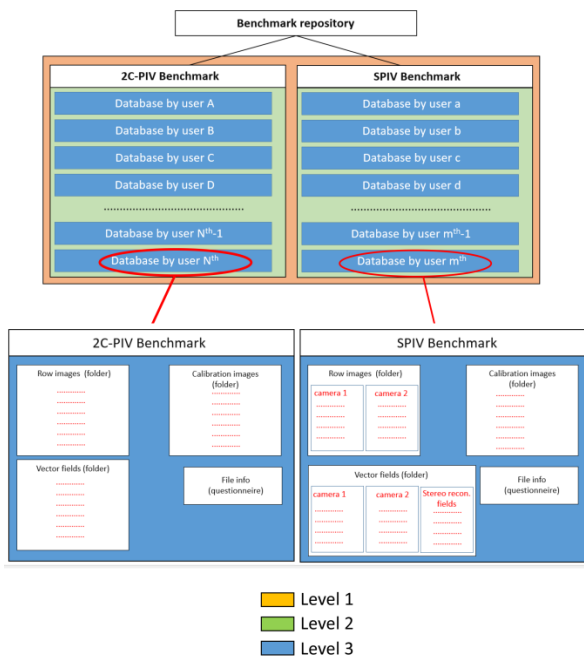 Benchmark repository
2C-PIV Benchmark
Database by user A
Database by user B
Database by user C
Database by user D
............................................
Database by user Nth-1
Database by user Nth
SPIV Benchmark
Database by user a
Database by user b
Database by user c
Database by user d
............................................
Database by user mth-1
Database by user mth
2C-PIV Benchmark
Row images (folder)
Calibration images
(folder)
Vector fields (folder)
File info
(questionneire)
SPIV Benchmark
Row images (folder)
camera 1
camera 2
Calibration images
(folder)
Vector fields (folder)
camera 1
camera 2
Stereo recon.
fields
File info
(questionneire)
Level 1
Level 2
Level 3